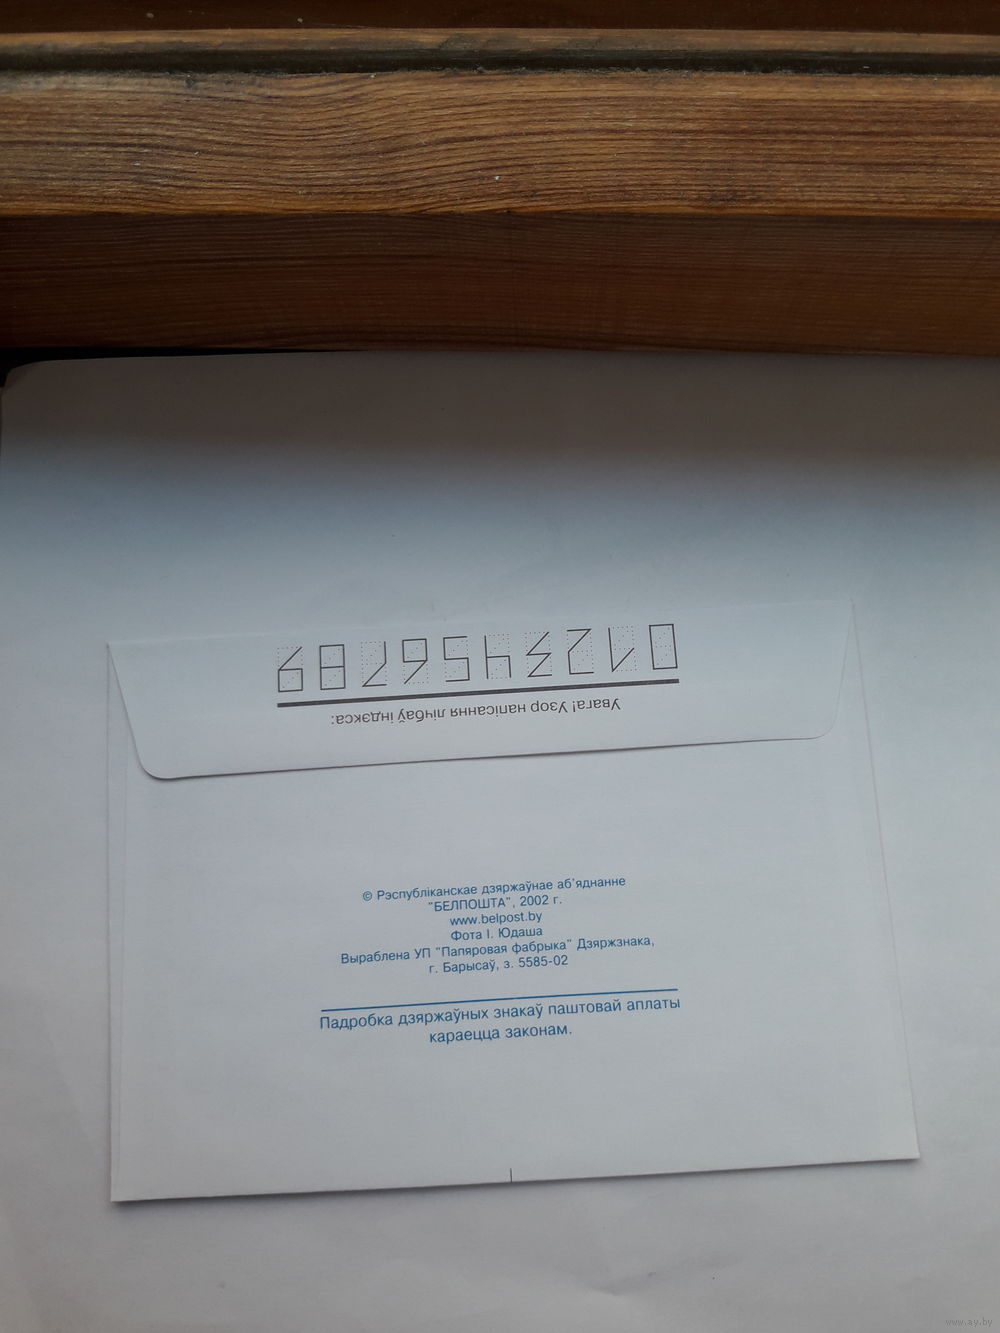 Увага! Узор напісання лічбаў індэкса:
0123456789
© Рэспубліканскае дзяржаўнае аб'яднанне
"БЕЛПОШТА", 2002 г.
www.belpost.by
Фота І. Юдаша
Выраблена УП "Папяровая фабрыка" Дзяржзнака,
г. Барысаў, з. 5585-02
Падробка дзяржаўных знакаў паштовай аплаты
караецца законам.
www.ay.by